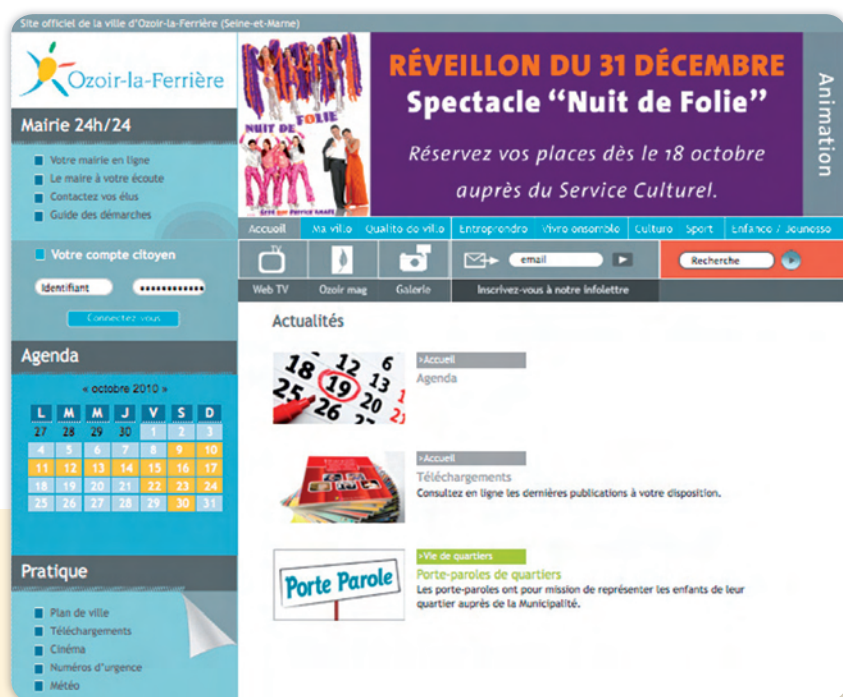 Site officiel de la ville d'Ozoir-la-Ferrière (Seine-et-Marne)
Ozoir-la-Ferrière
Mairie 24h/24
Votre mairie en ligne
Le maire à votre écoute
Contactez vos élus
Guide des démarches
Votre compte citoyen
Identifiant
••••••••••••
Connectez vous
Agenda
« octobre 2010 »
L M M J V S D
27 28 29 30 1 2 3
4 5 6 7 8 9 10
11 12 13 14 15 16 17
18 19 20 21 22 23 24
25 26 27 28 29 30 31
Pratique
Plan de ville
Téléchargements
Cinéma
Numéros d'urgence
Météo
NUIT DE FOLIE
RÉVEILLON DU 31 DÉCEMBRE
Spectacle “Nuit de Folie”
Réservez vos places dès le 18 octobre
auprès du Service Culturel.
Animation
Accueil Ma ville Qualité de ville Entreprendre Vivre ensemble Culture Sport Enfance / Jeunesse
TV
email
Recherche
Web TV Ozoir mag Galerie Inscrivez-vous à notre infolettre
Actualités
12 6
18 13
19 20
25 26
»Accueil
Agenda
»Accueil
Téléchargements
Consultez en ligne les dernières publications à votre disposition.
Porte Parole
»Vie de quartiers
Porte-paroles de quartiers
Les porte-paroles ont pour mission de représenter les enfants de leur
quartier auprès de la Municipalité.